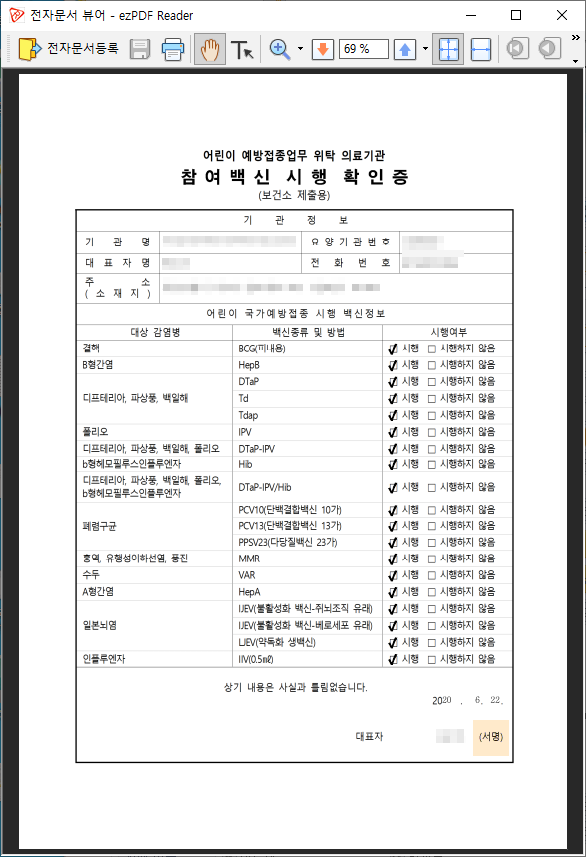 전자문서 뷰어 - ezPDF Reader
전자문서등록 69 %
어린이 예방접종업무 위탁 의료기관
참 여 백 신 시 행 확 인 증
(보건소 제출용)
기 관 정 보
기 관 명 요 양 기 관 번 호
대 표 자 명 전 화 번 호
주 소
( 소 재 지 )
어린이 국가예방접종 시행 백신정보
대상 감염병 백신종류 및 방법 시행여부
결핵 BCG(피내용) 시행 시행하지 않음
B형간염 HepB 시행 시행하지 않음
DTaP 시행 시행하지 않음
디프테리아, 파상풍, 백일해 Td 시행 시행하지 않음
Tdap 시행 시행하지 않음
폴리오 IPV 시행 시행하지 않음
디프테리아, 파상풍, 백일해, 폴리오 DTaP-IPV 시행 시행하지 않음
b형헤모필루스인플루엔자 Hib 시행 시행하지 않음
디프테리아, 파상풍, 백일해, 폴리오,
b형헤모필루스인플루엔자 DTaP-IPV/Hib 시행 시행하지 않음
PCV10(단백결합백신 10가) 시행 시행하지 않음
폐렴구균 PCV13(단백결합백신 13가) 시행 시행하지 않음
PPSV23(다당질백신 23가) 시행 시행하지 않음
홍역, 유행성이하선염, 풍진 MMR 시행 시행하지 않음
수두 VAR 시행 시행하지 않음
A형간염 HepA 시행 시행하지 않음
IJEV(불활성화 백신-쥐뇌조직 유래) 시행 시행하지 않음
일본뇌염 IJEV(불활성화 백신-베로세포 유래) 시행 시행하지 않음
LJEV(약독화 생백신) 시행 시행하지 않음
인플루엔자 IIV(0.5㎖) 시행 시행하지 않음
상기 내용은 사실과 틀림없습니다.
2020 . 6. 22.
대표자 (서명)